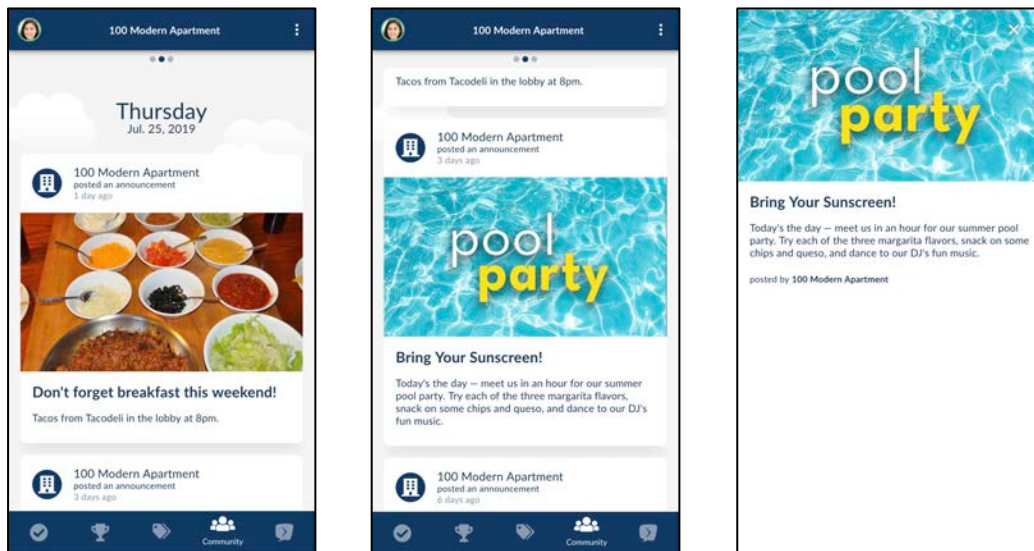 100 Modern Apartment
Thursday
Jul. 25, 2019
100 Modern Apartment
posted an announcement
1 day ago
Don't forget breakfast this weekend!
Tacos from Tacodeli in the lobby at 8pm.
100 Modern Apartment
posted an announcement
3 days ago
Community
100 Modern Apartment
Tacos from Tacodeli in the lobby at 8pm.
100 Modern Apartment
posted an announcement
3 days ago
pool
party
Bring Your Sunscreen!
Today's the day — meet us in an hour for our summer
pool party. Try each of the three margarita flavors,
snack on some chips and queso, and dance to our DJ's
fun music.
100 Modern Apartment
posted an announcement
6 days ago
Community
pool
party
Bring Your Sunscreen!
Today's the day — meet us in an hour for our summer pool
party. Try each of the three margarita flavors, snack on some
chips and queso, and dance to our DJ's fun music.
posted by 100 Modern Apartment